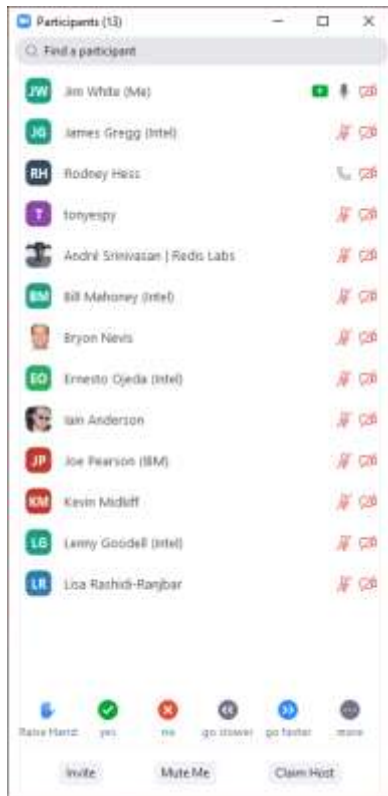 Participants (13)
Find a participant
JW Jim White (Me)
JG James Gregg (Intel)
RH Rodney Hess
T tonyespy
André Srinivasan | Redis Labs
BM Bill Mahoney (Intel)
Bryon Nevis
EO Ernesto Ojeda (Intel)
Iain Anderson
JP Joe Pearson (IBM)
KM Kevin Midkiff
LG Lenny Goodell (Intel)
LR Lisa Rashidi-Ranjbar
Raise Hand yes no go slower go faster more
Invite Mute Me Claim Host